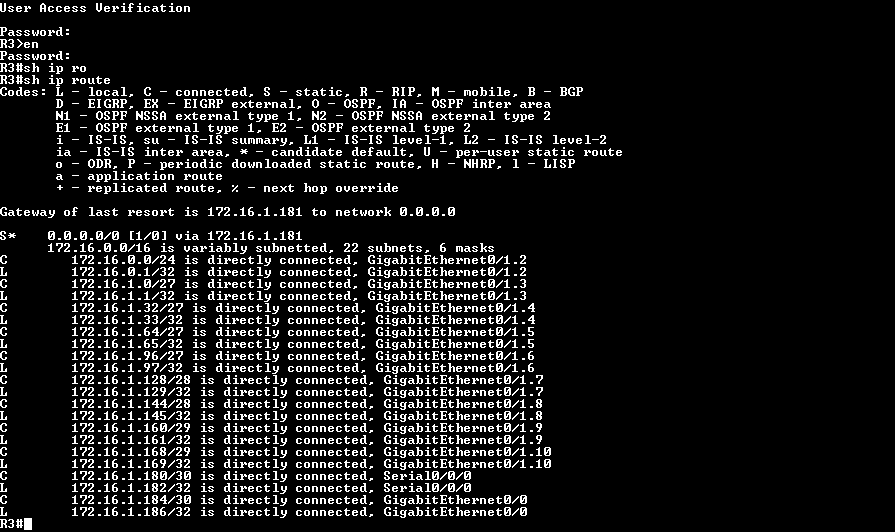 User Access Verification
Password:
R3>en
Password:
R3#sh ip ro
R3#sh ip route
Codes: L - local, C - connected, S - static, R - RIP, M - mobile, B - BGP
D - EIGRP, EX - EIGRP external, O - OSPF, IA - OSPF inter area
N1 - OSPF NSSA external type 1, N2 - OSPF NSSA external type 2
E1 - OSPF external type 1, E2 - OSPF external type 2
i - IS-IS, su - IS-IS summary, L1 - IS-IS level-1, L2 - IS-IS level-2
ia - IS-IS inter area, * - candidate default, U - per-user static route
o - ODR, P - periodic downloaded static route, H - NHRP, l - LISP
a - application route
+ - replicated route, % - next hop override
Gateway of last resort is 172.16.1.181 to network 0.0.0.0
S* 0.0.0.0/0 [1/0] via 172.16.1.181
172.16.0.0/16 is variably subnetted, 22 subnets, 6 masks
C 172.16.0.0/24 is directly connected, GigabitEthernet0/1.2
L 172.16.0.1/32 is directly connected, GigabitEthernet0/1.2
C 172.16.1.0/27 is directly connected, GigabitEthernet0/1.3
L 172.16.1.1/32 is directly connected, GigabitEthernet0/1.3
C 172.16.1.32/27 is directly connected, GigabitEthernet0/1.4
L 172.16.1.33/32 is directly connected, GigabitEthernet0/1.4
C 172.16.1.64/27 is directly connected, GigabitEthernet0/1.5
L 172.16.1.65/32 is directly connected, GigabitEthernet0/1.5
C 172.16.1.96/27 is directly connected, GigabitEthernet0/1.6
L 172.16.1.97/32 is directly connected, GigabitEthernet0/1.6
C 172.16.1.128/28 is directly connected, GigabitEthernet0/1.7
L 172.16.1.129/32 is directly connected, GigabitEthernet0/1.7
C 172.16.1.144/28 is directly connected, GigabitEthernet0/1.8
L 172.16.1.145/32 is directly connected, GigabitEthernet0/1.8
C 172.16.1.160/29 is directly connected, GigabitEthernet0/1.9
L 172.16.1.161/32 is directly connected, GigabitEthernet0/1.9
C 172.16.1.168/29 is directly connected, GigabitEthernet0/1.10
L 172.16.1.169/32 is directly connected, GigabitEthernet0/1.10
C 172.16.1.180/30 is directly connected, Serial0/0/0
L 172.16.1.182/32 is directly connected, Serial0/0/0
C 172.16.1.184/30 is directly connected, GigabitEthernet0/0
L 172.16.1.186/32 is directly connected, GigabitEthernet0/0
R3#